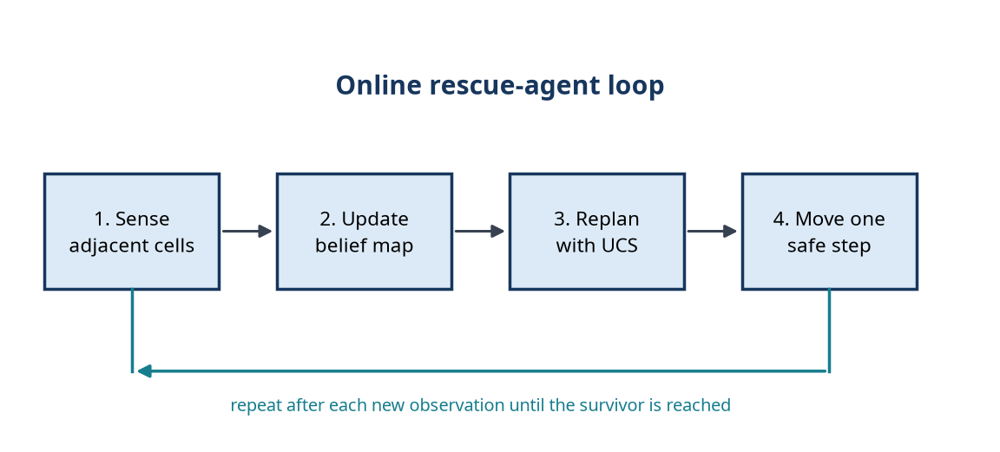 Online rescue-agent loop
1. Sense
adjacent cells
2. Update
belief map
3. Replan
with UCS
4. Move one
safe step
repeat after each new observation until the survivor is reached